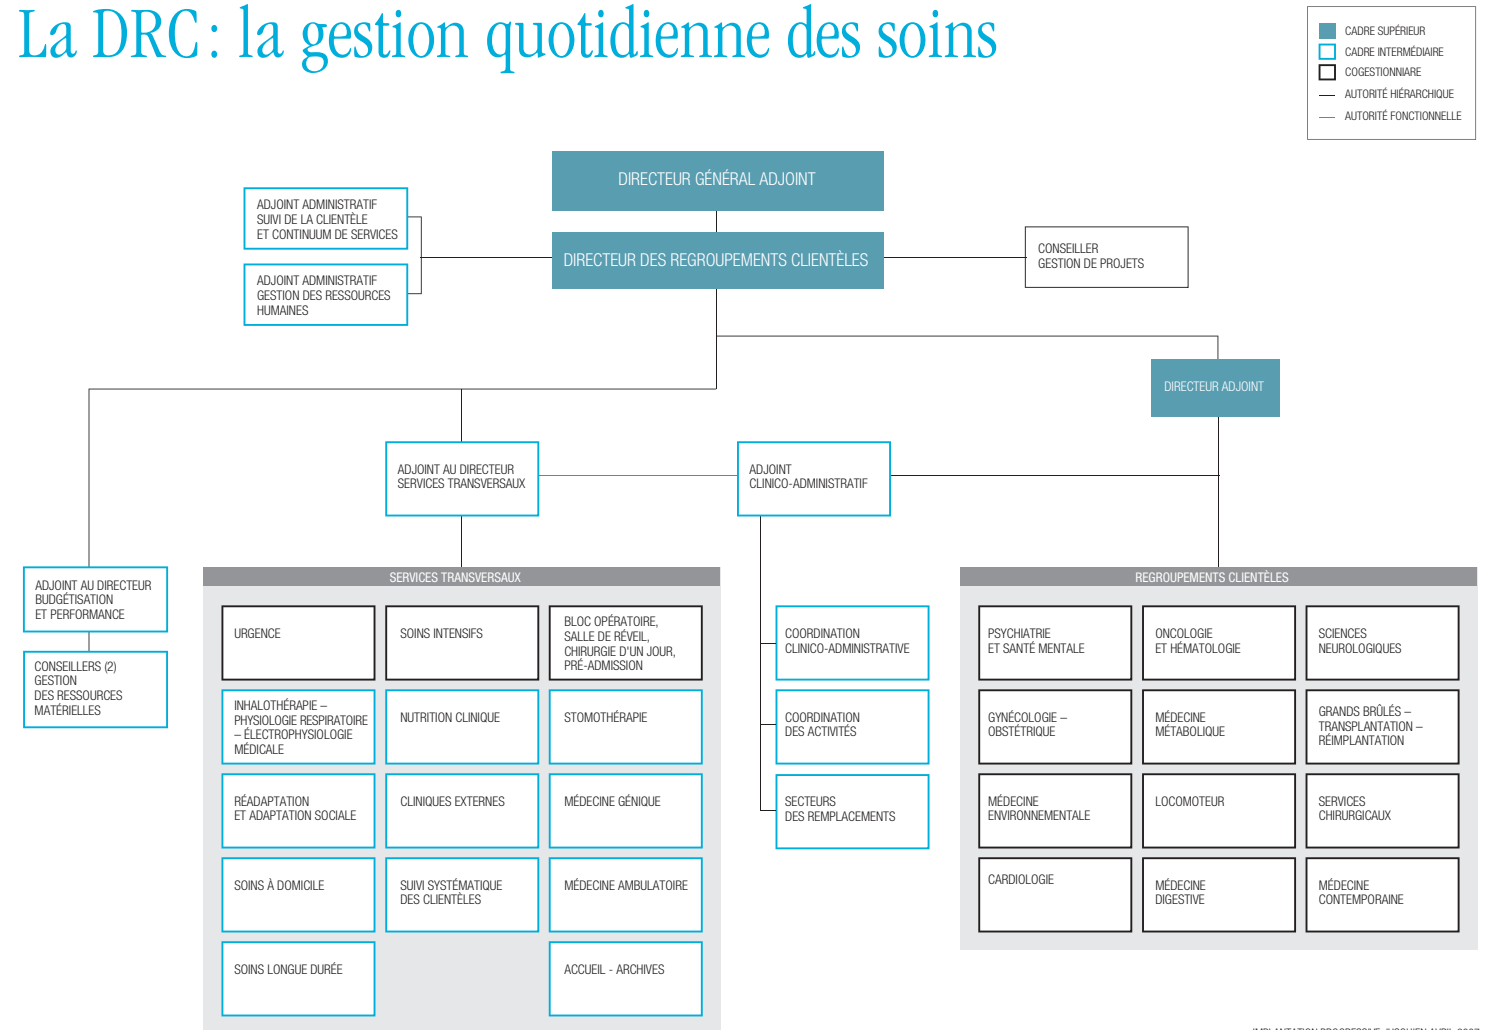 La DRC : la gestion quotidienne des soins
CADRE SUPÉRIEUR
CADRE INTERMÉDIAIRE
COGESTIONNIARE
AUTORITÉ HIÉRARCHIQUE
AUTORITÉ FONCTIONNELLE
DIRECTEUR GÉNÉRAL ADJOINT
ADJOINT ADMINISTRATIF
SUIVI DE LA CLIENTÈLE
ET CONTINUUM DE SERVICES
DIRECTEUR DES REGROUPEMENTS CLIENTÈLES
CONSEILLER
GESTION DE PROJETS
ADJOINT ADMINISTRATIF
GESTION DES RESSOURCES
HUMAINES
DIRECTEUR ADJOINT
ADJOINT AU DIRECTEUR
SERVICES TRANSVERSAUX
ADJOINT
CLINICO-ADMINISTRATIF
ADJOINT AU DIRECTEUR
BUDGÉTISATION
ET PERFORMANCE
CONSEILLERS (2)
GESTION
DES RESSOURCES
MATÉRIELLES
SERVICES TRANSVERSAUX
URGENCE
SOINS INTENSIFS
BLOC OPÉRATOIRE,
SALLE DE RÉVEIL,
CHIRURGIE D'UN JOUR,
PRÉ-ADMISSION
INHALOTHÉRAPIE –
PHYSIOLOGIE RESPIRATOIRE
– ÉLECTROPHYSIOLOGIE
MÉDICALE
NUTRITION CLINIQUE
STOMOTHÉRAPIE
RÉADAPTATION
ET ADAPTATION SOCIALE
CLINIQUES EXTERNES
MÉDECINE GÉNIQUE
SOINS À DOMICILE
SUIVI SYSTÉMATIQUE
DES CLIENTÈLES
MÉDECINE AMBULATOIRE
SOINS LONGUE DURÉE
ACCUEIL - ARCHIVES
COORDINATION
CLINICO-ADMINISTRATIVE
COORDINATION
DES ACTIVITÉS
SECTEURS
DES REMPLACEMENTS
REGROUPEMENTS CLIENTÈLES
PSYCHIATRIE
ET SANTÉ MENTALE
ONCOLOGIE
ET HÉMATOLOGIE
SCIENCES
NEUROLOGIQUES
GYNÉCOLOGIE –
OBSTÉTRIQUE
MÉDECINE
MÉTABOLIQUE
GRANDS BRÛLÉS –
TRANSPLANTATION –
RÉIMPLANTATION
MÉDECINE
ENVIRONNEMENTALE
LOCOMOTEUR
SERVICES
CHIRURGICAUX
CARDIOLOGIE
MÉDECINE
DIGESTIVE
MÉDECINE
CONTEMPORAINE